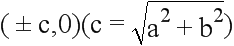 (±c,0)(c = √(a² + b²))